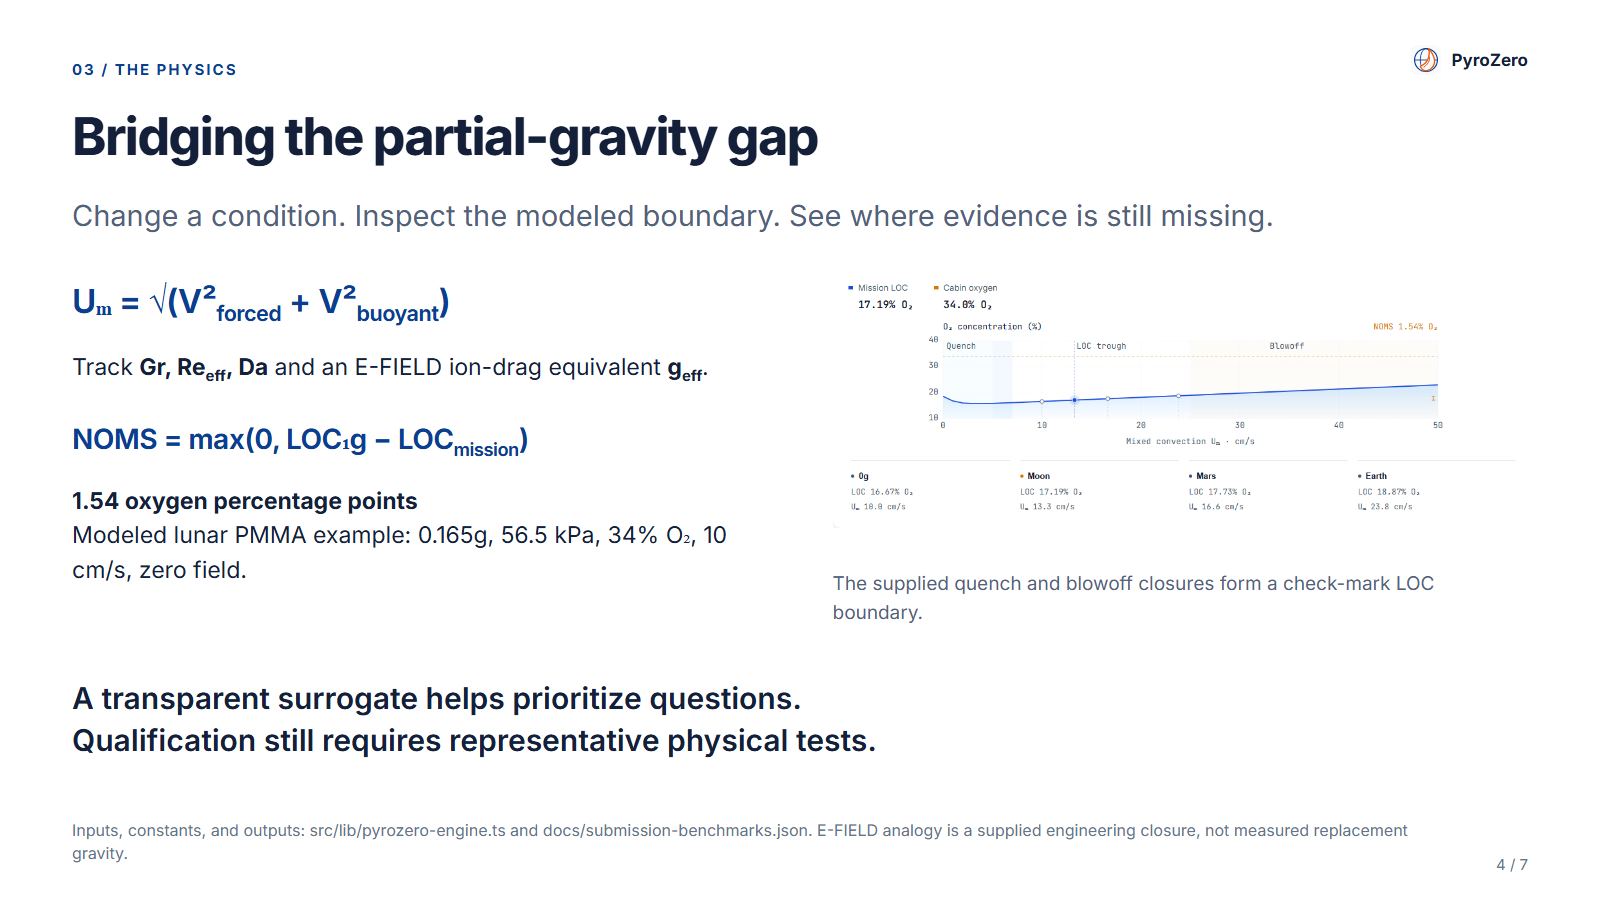 03 / THE PHYSICS
PyroZero
Bridging the partial-gravity gap
Change a condition. Inspect the modeled boundary. See where evidence is still missing.
Uₘ = √(V²forced + V²buoyant)
Track Gr, Reeff, Da and an E-FIELD ion-drag equivalent geff.
NOMS = max(0, LOC₁g − LOCmission)
1.54 oxygen percentage points
Modeled lunar PMMA example: 0.165g, 56.5 kPa, 34% O₂, 10
cm/s, zero field.
Mission LOC
17.19% O₂
Cabin oxygen
34.0% O₂
O₂ concentration (%)
NOMS 1.54% O₂
40
30
20
10
Quench
LOC trough
Blowoff
0 10 20 30 40 50
Mixed convection Uₘ · cm/s
0g
LOC 16.67% O₂
Uₘ 10.0 cm/s
Moon
LOC 17.19% O₂
Uₘ 13.3 cm/s
Mars
LOC 17.73% O₂
Uₘ 16.6 cm/s
Earth
LOC 18.87% O₂
Uₘ 23.8 cm/s
The supplied quench and blowoff closures form a check-mark LOC
boundary.
A transparent surrogate helps prioritize questions.
Qualification still requires representative physical tests.
Inputs, constants, and outputs: src/lib/pyrozero-engine.ts and docs/submission-benchmarks.json. E-FIELD analogy is a supplied engineering closure, not measured replacement
gravity.
4 / 7